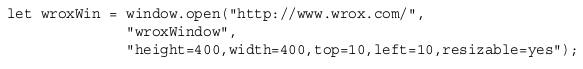 let wroxWin = window.open("http://www.wrox.com/",
"wroxWindow",
"height=400,width=400,top=10,left=10,resizable=yes");